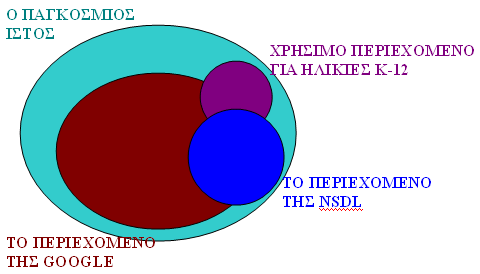 Ο ΠΑΓΚΟΣΜΙΟΣ
ΙΣΤΟΣ
ΧΡΗΣΙΜΟ ΠΕΡΙΕΧΟΜΕΝΟ
ΓΙΑ ΗΛΙΚΙΕΣ Κ-12
ΤΟ ΠΕΡΙΕΧΟΜΕΝΟ
ΤΗΣ NSDL
ΤΟ ΠΕΡΙΕΧΟΜΕΝΟ
ΤΗΣ GOOGLE